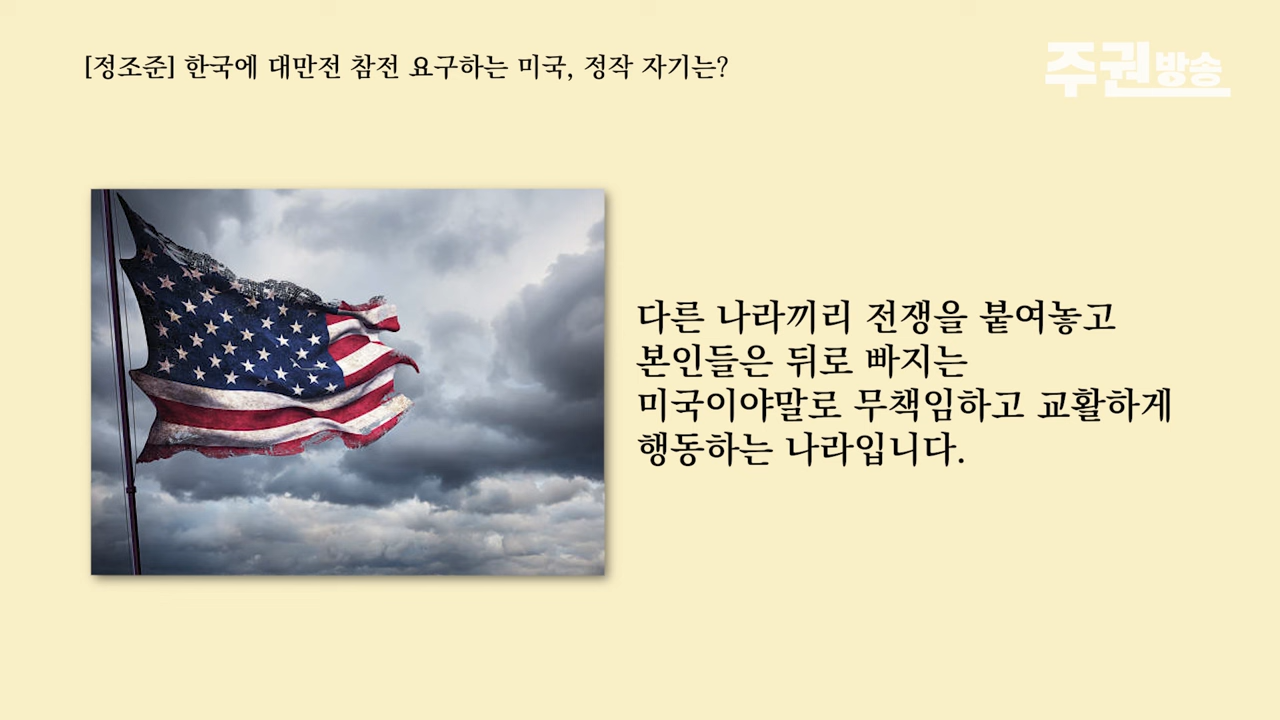 [정조준] 한국에 대만전 참전 요구하는 미국, 정작 자기는?
주권방송
다른 나라끼리 전쟁을 붙여놓고
본인들은 뒤로 빠지는
미국이야말로 무책임하고 교활하게
행동하는 나라입니다.